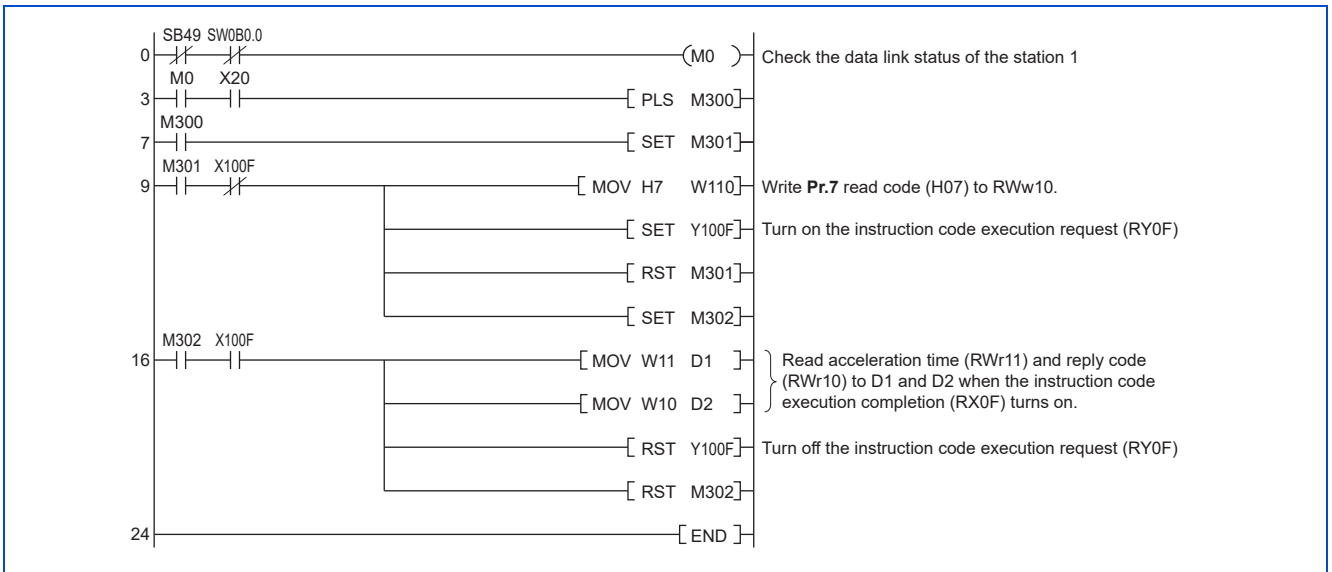 SB49 SW0B0.0
0 (M0 ) Check the data link status of the station 1
M0 X20
3 [ PLS M300]
M300
7 [ SET M301]
M301 X100F
9 [ MOV H7 W110] Write Pr.7 read code (H07) to RWw10.
[ SET Y100F] Turn on the instruction code execution request (RY0F)
[ RST M301]
[ SET M302]
M302 X100F
16 [ MOV W11 D1 ] Read acceleration time (RWr11) and reply code
(RWr10) to D1 and D2 when the instruction code
[ MOV W10 D2 ] execution completion (RX0F) turns on.
[ RST Y100F] Turn off the instruction code execution request (RY0F)
[ RST M302]
24 [ END ]